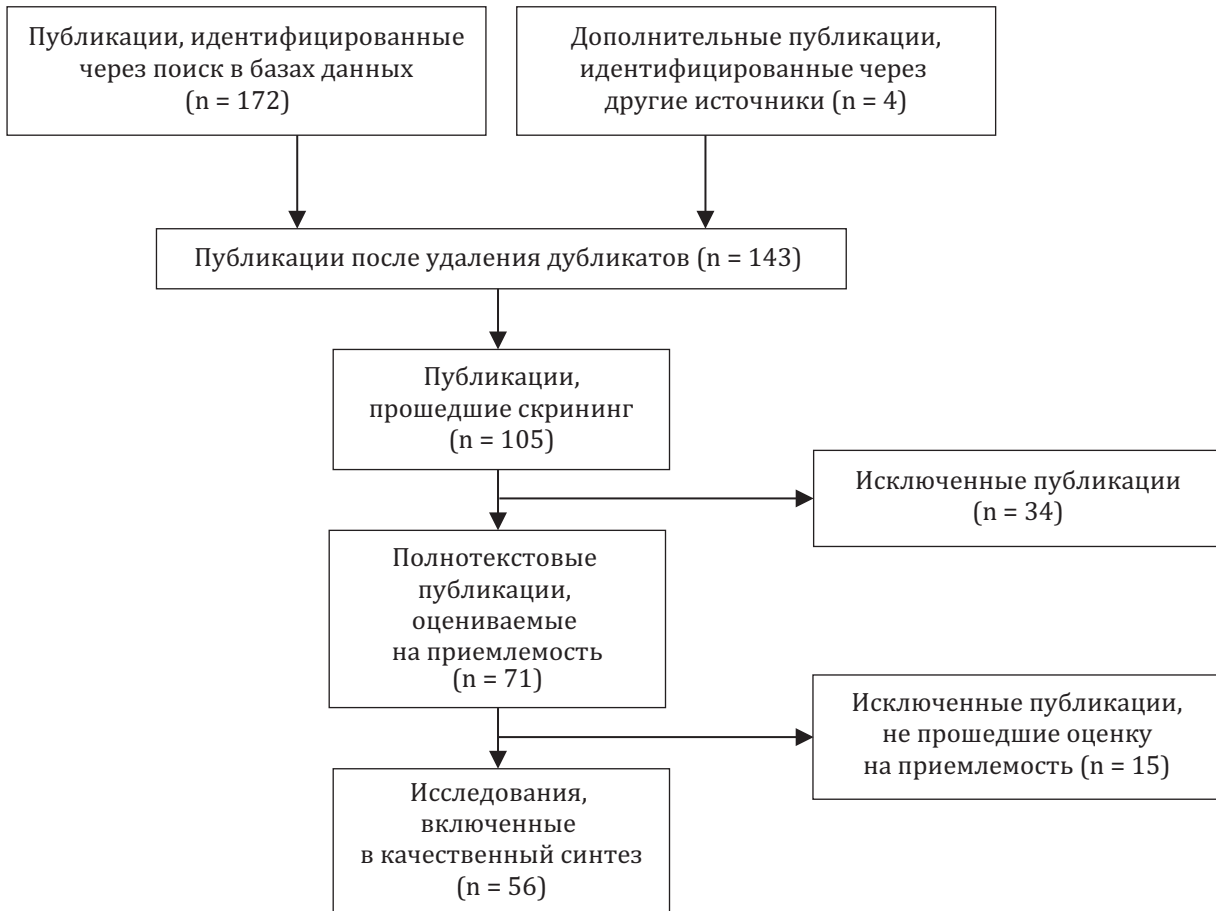 Публикации, идентифицированные
через поиск в базах данных
(n = 172)
Дополнительные публикации,
идентифицированные через
другие источники (n = 4)
Публикации после удаления дубликатов (n = 143)
Публикации,
прошедшие скрининг
(n = 105)
Исключенные публикации
(n = 34)
Полнотекстовые
публикации,
оцениваемые
на приемлемость
(n = 71)
Исключенные публикации,
не прошедшие оценку
на приемлемость (n = 15)
Исследования,
включенные
в качественный синтез
(n = 56)